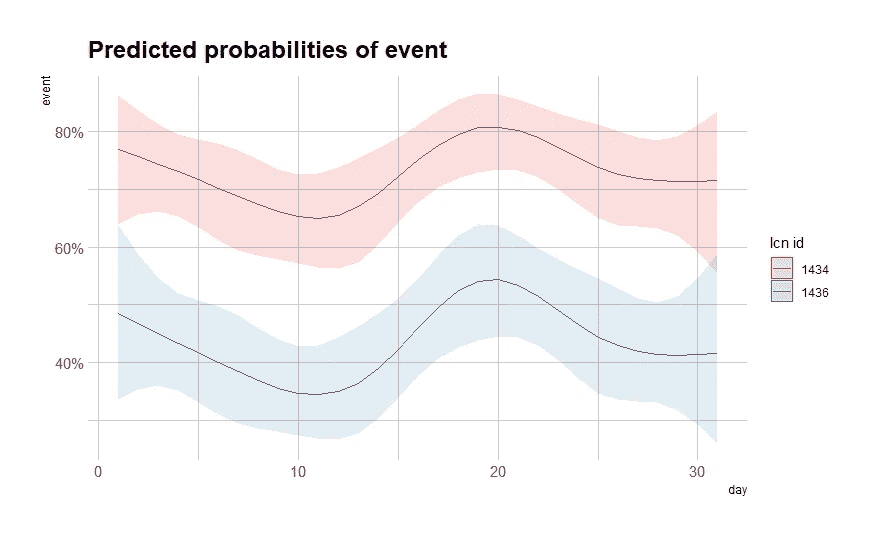 Predicted probabilities of event
event
80%
60%
40%
0 10 20 30
day
lcn id
1434
1436